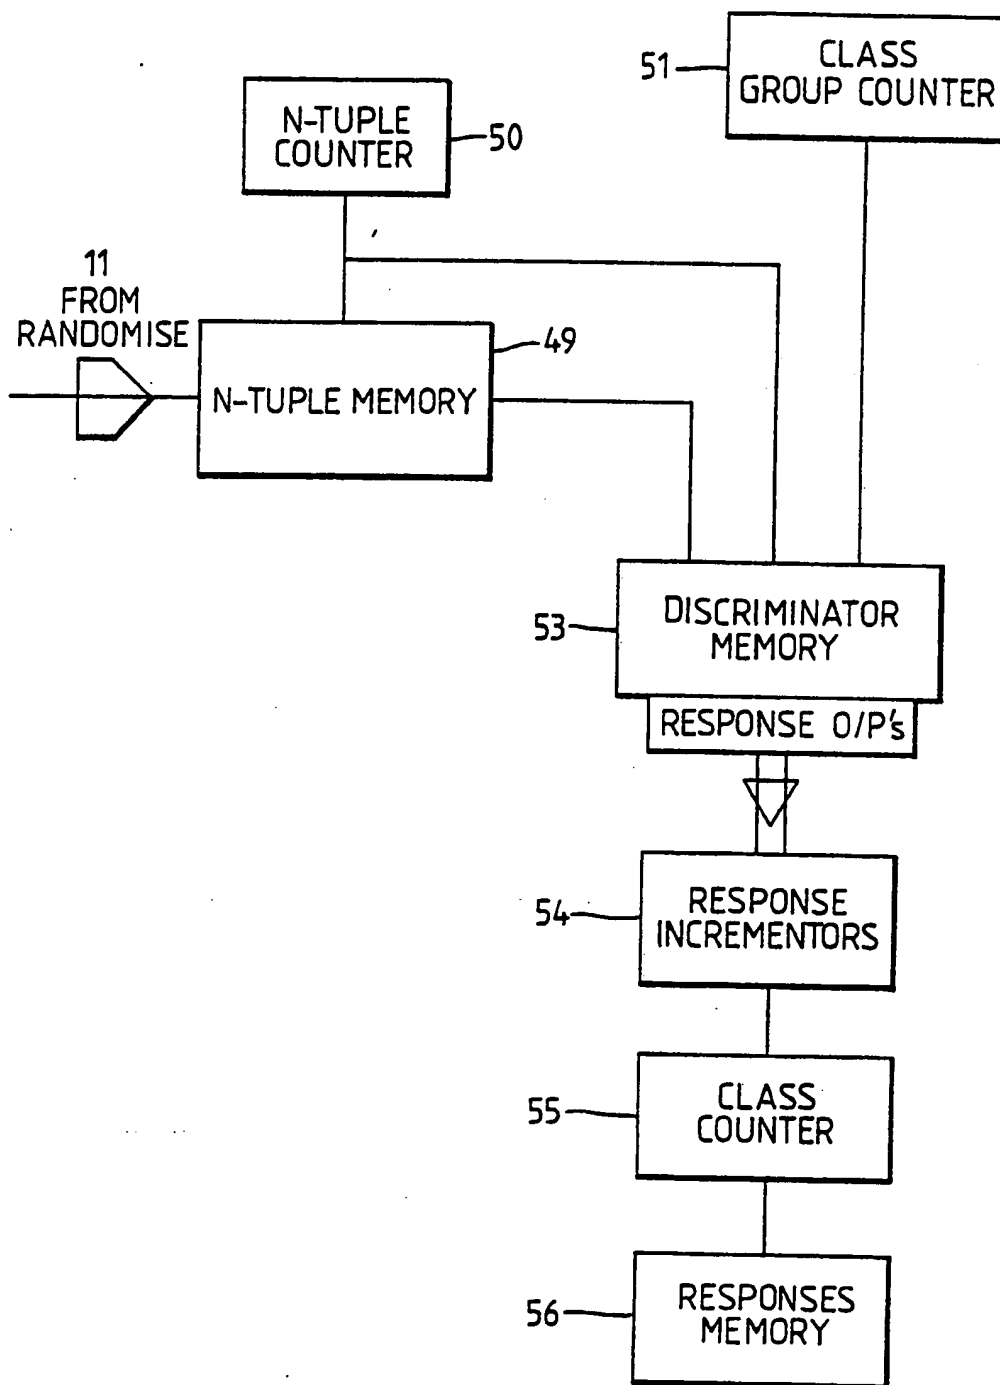 51
CLASS
GROUP COUNTER
N-TUPLE
COUNTER
50
11
FROM
RANDOMISE
N-TUPLE MEMORY
49
53
DISCRIMINATOR
MEMORY
RESPONSE O/P's
54
RESPONSE
INCREMENTORS
55
CLASS
COUNTER
56
RESPONSES
MEMORY